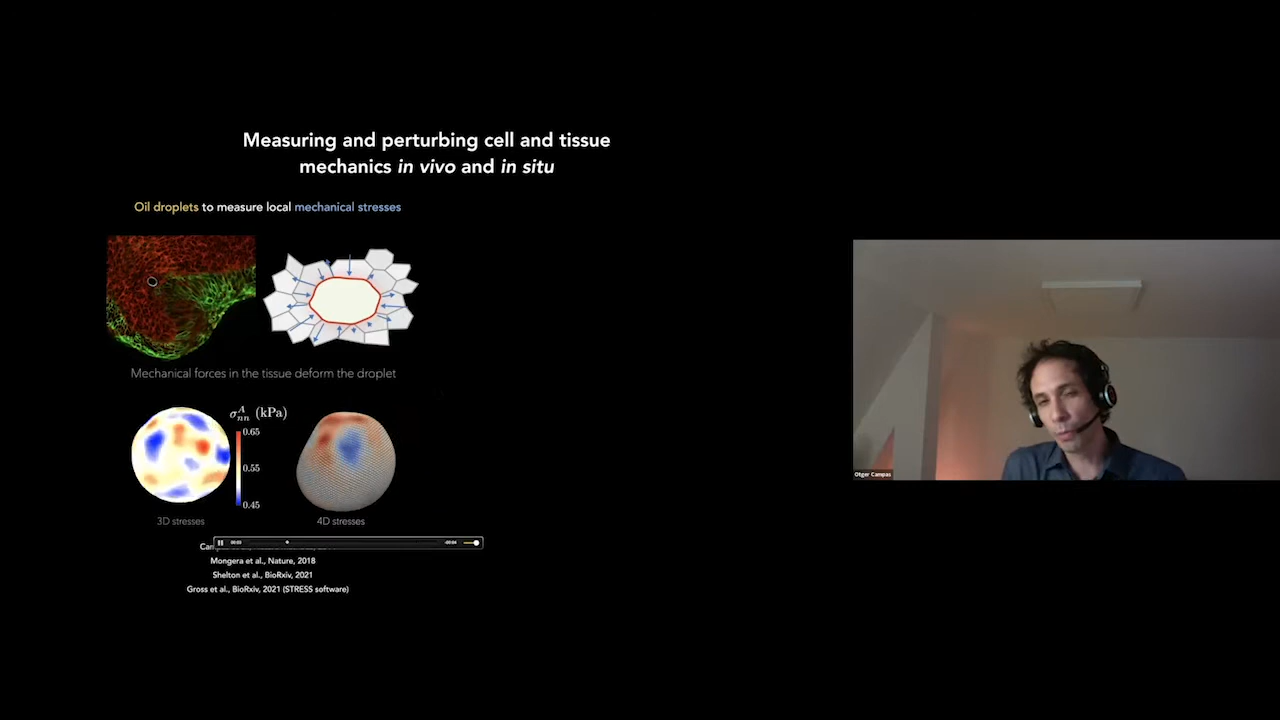 Measuring and perturbing cell and tissue
mechanics in vivo and in situ
Oil droplets to measure local mechanical stresses
Mechanical forces in the tissue deform the droplet
σ^A_nn (kPa)
0.65
0.55
0.45
3D stresses
4D stresses
Mongera et al., Nature, 2018
Shelton et al., BioRxiv, 2021
Gross et al., BioRxiv, 2021 (STRESS software)
Otger Campas